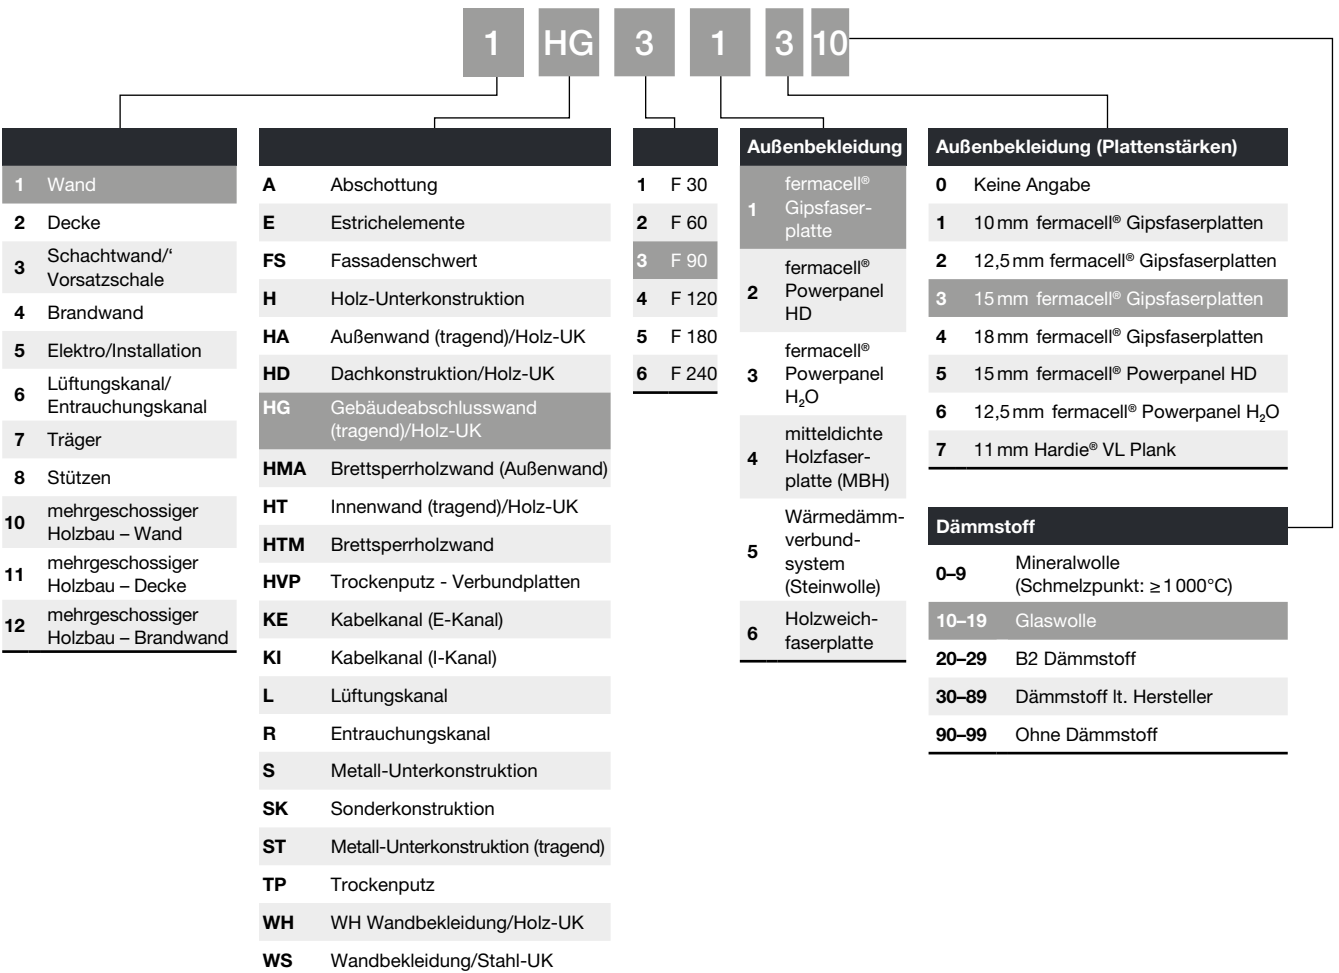 1 HG 3 1 3 10
1 Wand
2 Decke
3 Schachtwand/‘
Vorsatzschale
4 Brandwand
5 Elektro/Installation
6 Lüftungskanal/
Entrauchungskanal
7 Träger
8 Stützen
10 mehrgeschossiger
Holzbau – Wand
11 mehrgeschossiger
Holzbau – Decke
12 mehrgeschossiger
Holzbau – Brandwand
A Abschottung
E Estrichelemente
FS Fassadenschwert
H Holz-Unterkonstruktion
HA Außenwand (tragend)/Holz-UK
HD Dachkonstruktion/Holz-UK
HG Gebäudeabschlusswand
(tragend)/Holz-UK
HMA Brettsperrholzwand (Außenwand)
HT Innenwand (tragend)/Holz-UK
HTM Brettsperrholzwand
HVP Trockenputz - Verbundplatten
KE Kabelkanal (E-Kanal)
KI Kabelkanal (I-Kanal)
L Lüftungskanal
R Entrauchungskanal
S Metall-Unterkonstruktion
SK Sonderkonstruktion
ST Metall-Unterkonstruktion (tragend)
TP Trockenputz
WH WH Wandbekleidung/Holz-UK
WS Wandbekleidung/Stahl-UK
1 F 30
2 F 60
3 F 90
4 F 120
5 F 180
6 F 240
Außenbekleidung
1 fermacell®
Gipsfaser-
platte
2 fermacell®
Powerpanel
HD
3 fermacell®
Powerpanel
H₂O
4 mitteldichte
Holzfaser-
platte (MBH)
5 Wärmedämm-
verbund-
system
(Steinwolle)
6 Holzweich-
faserplatte
Außenbekleidung (Plattenstärken)
0 Keine Angabe
1 10 mm fermacell® Gipsfaserplatten
2 12,5 mm fermacell® Gipsfaserplatten
3 15 mm fermacell® Gipsfaserplatten
4 18 mm fermacell® Gipsfaserplatten
5 15 mm fermacell® Powerpanel HD
6 12,5 mm fermacell® Powerpanel H₂O
7 11 mm Hardie® VL Plank
Dämmstoff
0–9 Mineralwolle
(Schmelzpunkt: ≥ 1 000°C)
10–19 Glaswolle
20–29 B2 Dämmstoff
30–89 Dämmstoff lt. Hersteller
90–99 Ohne Dämmstoff